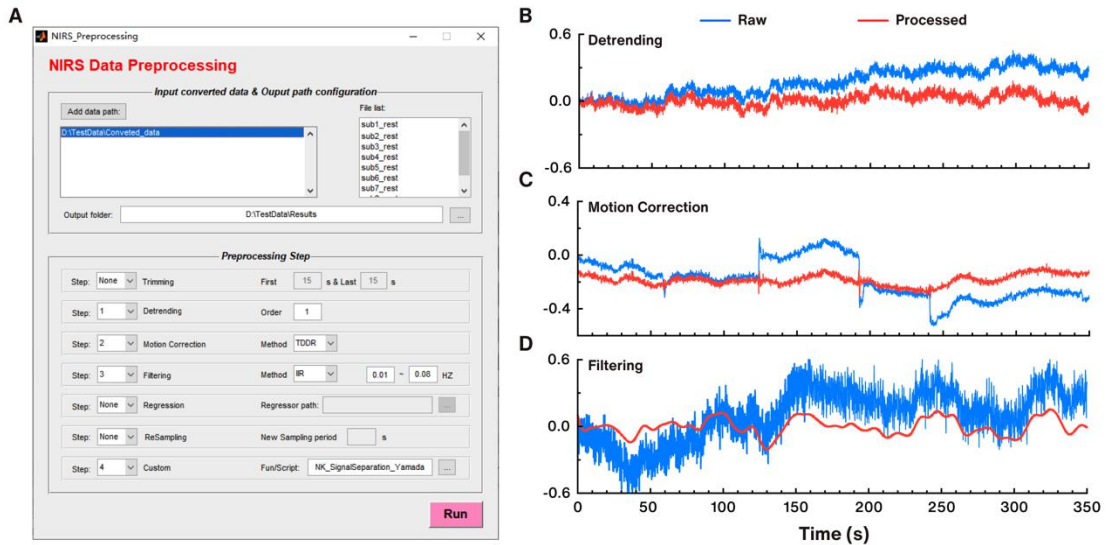 A
NIRS_Preprocessing
NIRS Data Preprocessing
Input converted data & Ouput path configuration
Add data path:
File list:
D:\TestData\Conveted_data
sub1_rest
sub2_rest
sub3_rest
sub4_rest
sub5_rest
sub6_rest
sub7_rest
Output folder: D:\TestData\Results ...
Preprocessing Step
Step: None Trimming First 15 s & Last 15 s
Step: 1 Detrending Order 1
Step: 2 Motion Correction Method TDDR
Step: 3 Filtering Method IIR 0.01 ~ 0.08 HZ
Step: None Regression Regressor path: ...
Step: None ReSampling New Sampling period s
Step: 4 Custom Fun/Script: NK_SignalSeparation_Yamada ...
Run
B
Raw Processed
Detrending
0.6
0.0
-0.6
C
Motion Correction
0.4
0.0
-0.4
-0.8
D
Filtering
0.6
0.0
-0.6
0 50 100 150 200 250 300 350
Time (s)